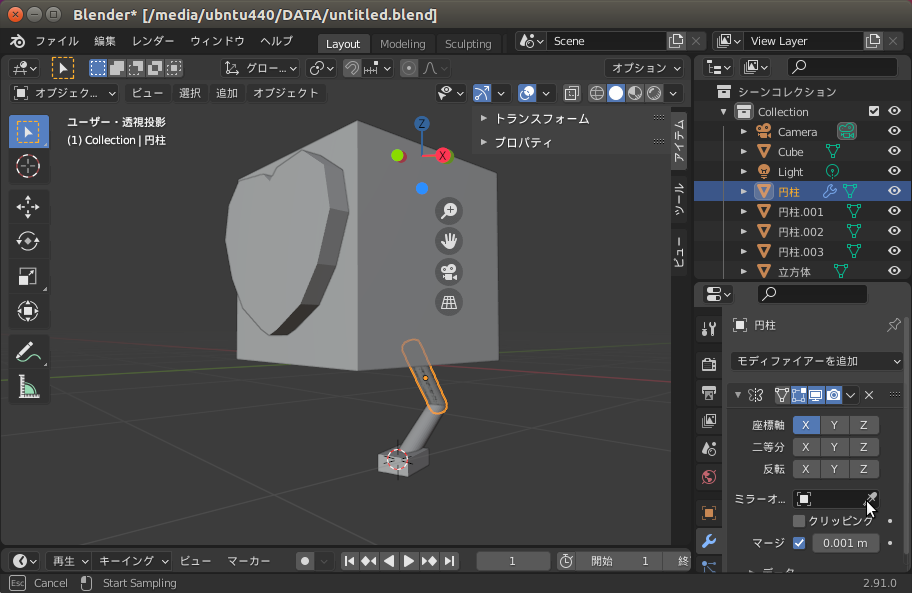 Blender* [/media/ubntu440/DATA/untitled.blend]
ファイル 編集 レンダー ウィンドウ ヘルプ Layout Modeling Sculpting Scene View Layer
グロー... オプション
オブジェク... ビュー 選択 追加 オブジェクト
シーンコレクション
Collection
Camera
Cube
Light
円柱
円柱.001
円柱.002
円柱.003
立方体
ユーザー・透視投影
(1) Collection | 円柱
Z
X
トランスフォーム
プロパティ
アイテム
ツール
ビュー
円柱
モディファイアーを追加
座標軸 X Y Z
二等分 X Y Z
反転 X Y Z
ミラーオ...
クリッピング
マージ 0.001 m
データ
再生 キーイング ビュー マーカー 1 開始 1 終
Esc Cancel Start Sampling 2.91.0